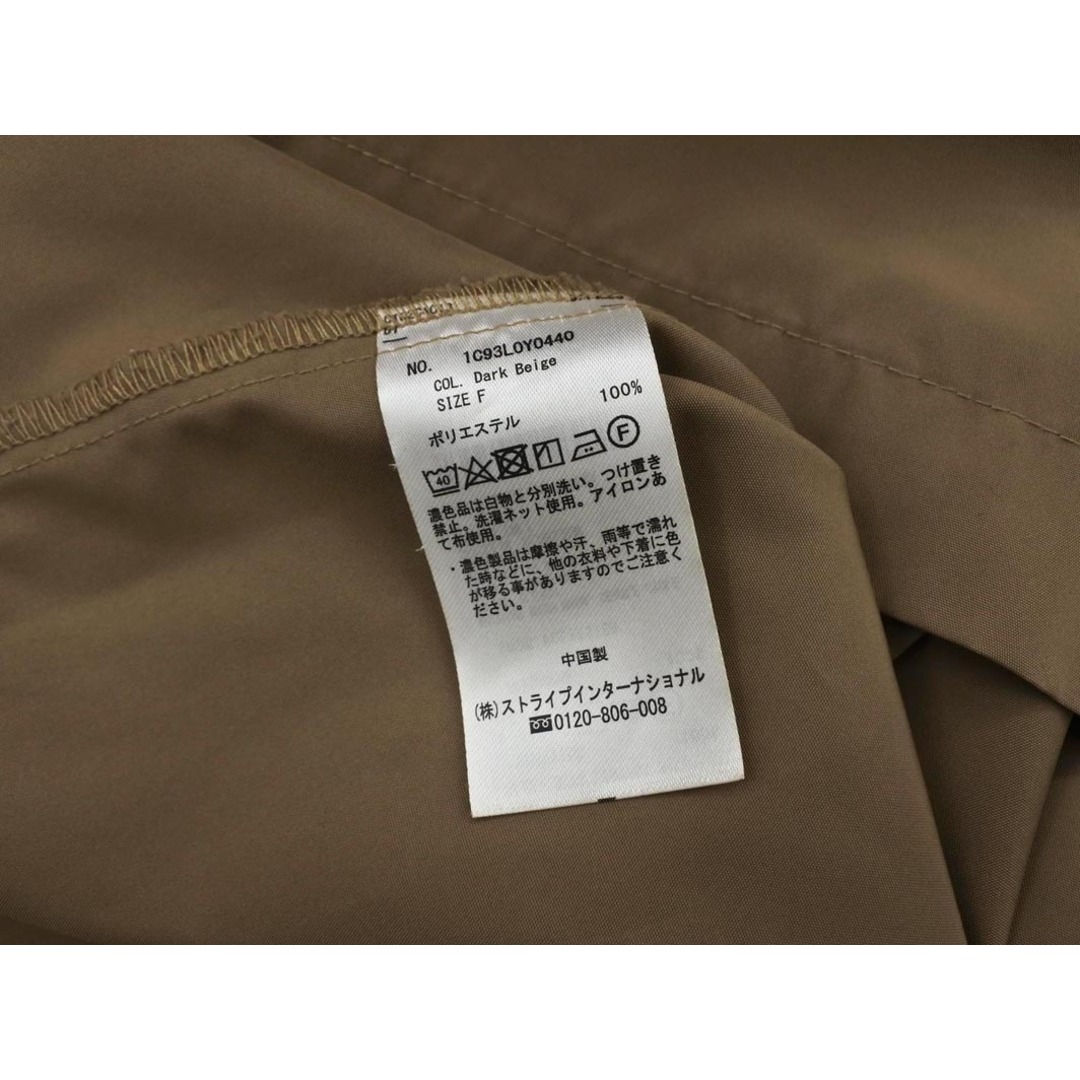 NO. 1C93L0Y0440
COL. Dark Beige
SIZE F
ポリエステル 100%
40
F
濃色品は白物と分別洗い。つけ置き
禁止。洗濯ネット使用。アイロンあ
て布使用。
・濃色製品は摩擦や汗、雨等で濡れ
た時などに、他の衣料や下着に色
が移る事がありますのでご注意く
ださい。
中国製
(株)ストライプインターナショナル
0120-806-008